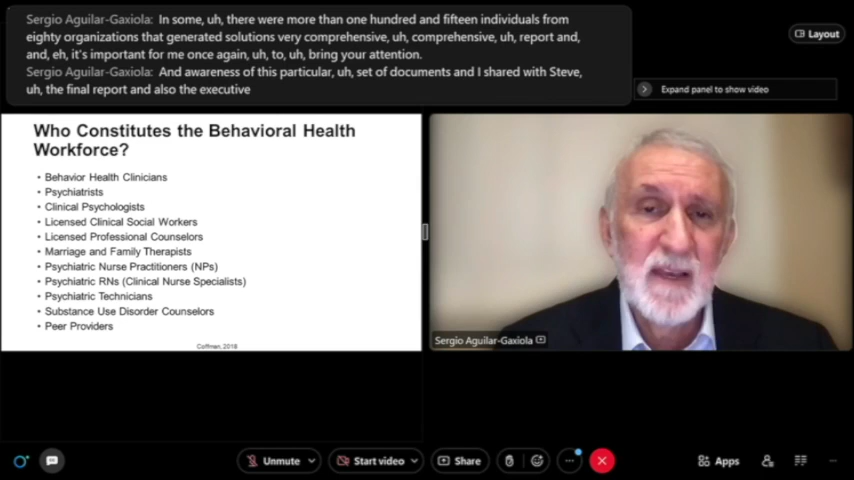 Sergio Aguilar-Gaxiola: In some, uh, there were more than one hundred and fifteen individuals from
eighty organizations that generated solutions very comprehensive, uh, comprehensive, uh, report and,
and, eh, it's important for me once again, uh, to, uh, bring your attention.
Sergio Aguilar-Gaxiola: And awareness of this particular, uh, set of documents and I shared with Steve,
uh, the final report and also the executive
Layout
Expand panel to show video
Who Constitutes the Behavioral Health
Workforce?
• Behavior Health Clinicians
• Psychiatrists
• Clinical Psychologists
• Licensed Clinical Social Workers
• Licensed Professional Counselors
• Marriage and Family Therapists
• Psychiatric Nurse Practitioners (NPs)
• Psychiatric RNs (Clinical Nurse Specialists)
• Psychiatric Technicians
• Substance Use Disorder Counselors
• Peer Providers
Coffman, 2018
Sergio Aguilar-Gaxiola
Unmute
Start video
Share
Apps